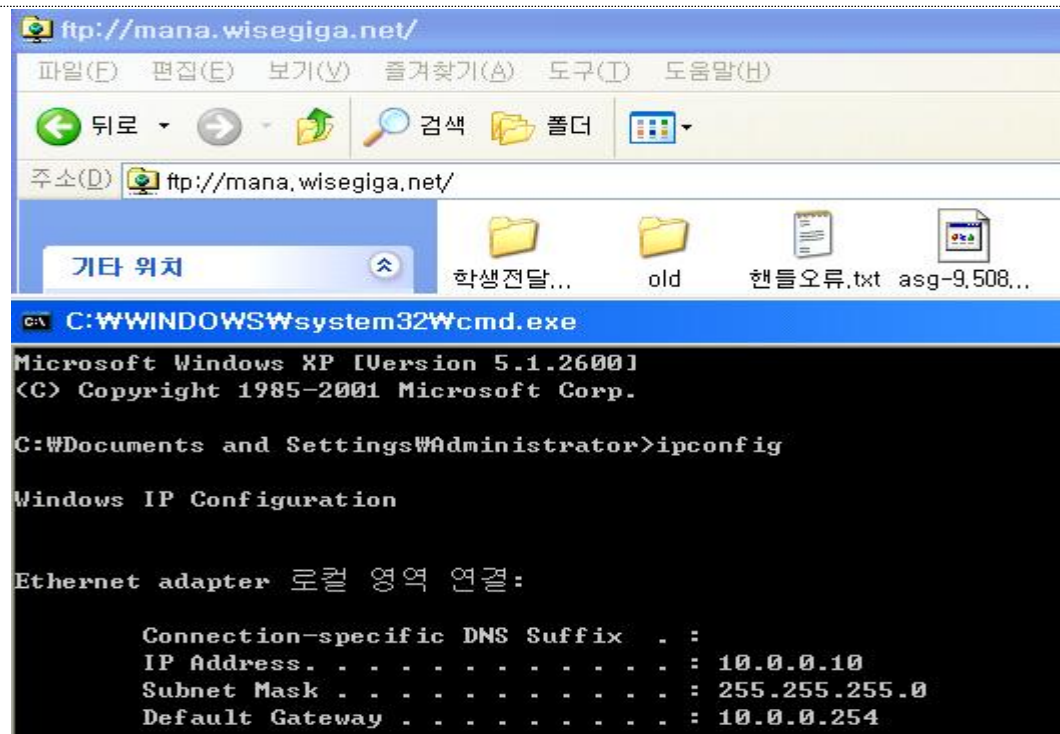 ftp://mana.wisegiga.net/
파일(F) 편집(E) 보기(V) 즐겨찾기(A) 도구(T) 도움말(H)
뒤로 검색 폴더
주소(D) ftp://mana.wisegiga.net/
기타 위치
학생전달... old 핸들오류.txt asg-9.508...
C:₩WINDOWS₩system32₩cmd.exe
Microsoft Windows XP [Version 5.1.2600]
(C) Copyright 1985-2001 Microsoft Corp.
C:₩Documents and Settings₩Administrator>ipconfig
Windows IP Configuration
Ethernet adapter 로컬 영역 연결:
Connection-specific DNS Suffix . :
IP Address. . . . . . . . . . . . : 10.0.0.10
Subnet Mask . . . . . . . . . . . : 255.255.255.0
Default Gateway . . . . . . . . . : 10.0.0.254